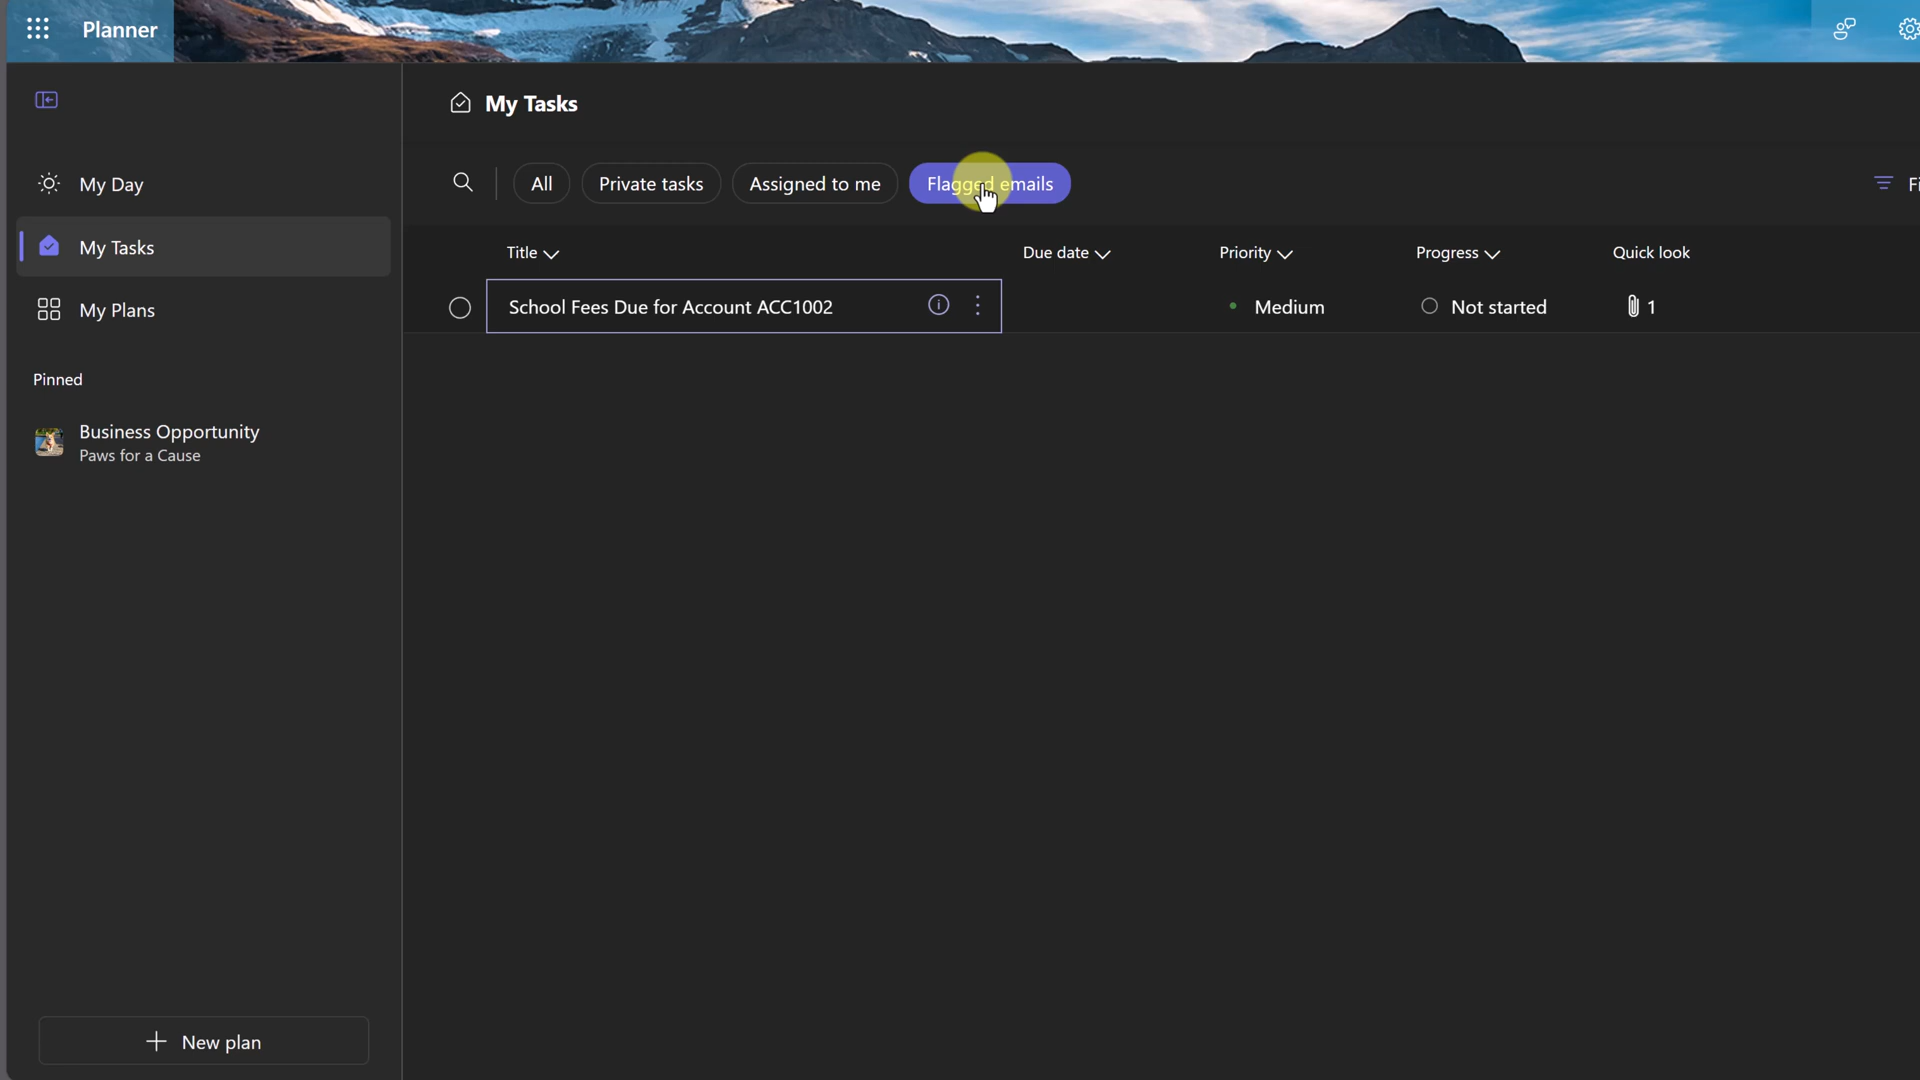 Planner
My Day
My Tasks
My Plans
Pinned
Business Opportunity
Paws for a Cause
New plan
My Tasks
All Private tasks Assigned to me Flagged emails
Title Due date Priority Progress Quick look
School Fees Due for Account ACC1002 Medium Not started 1